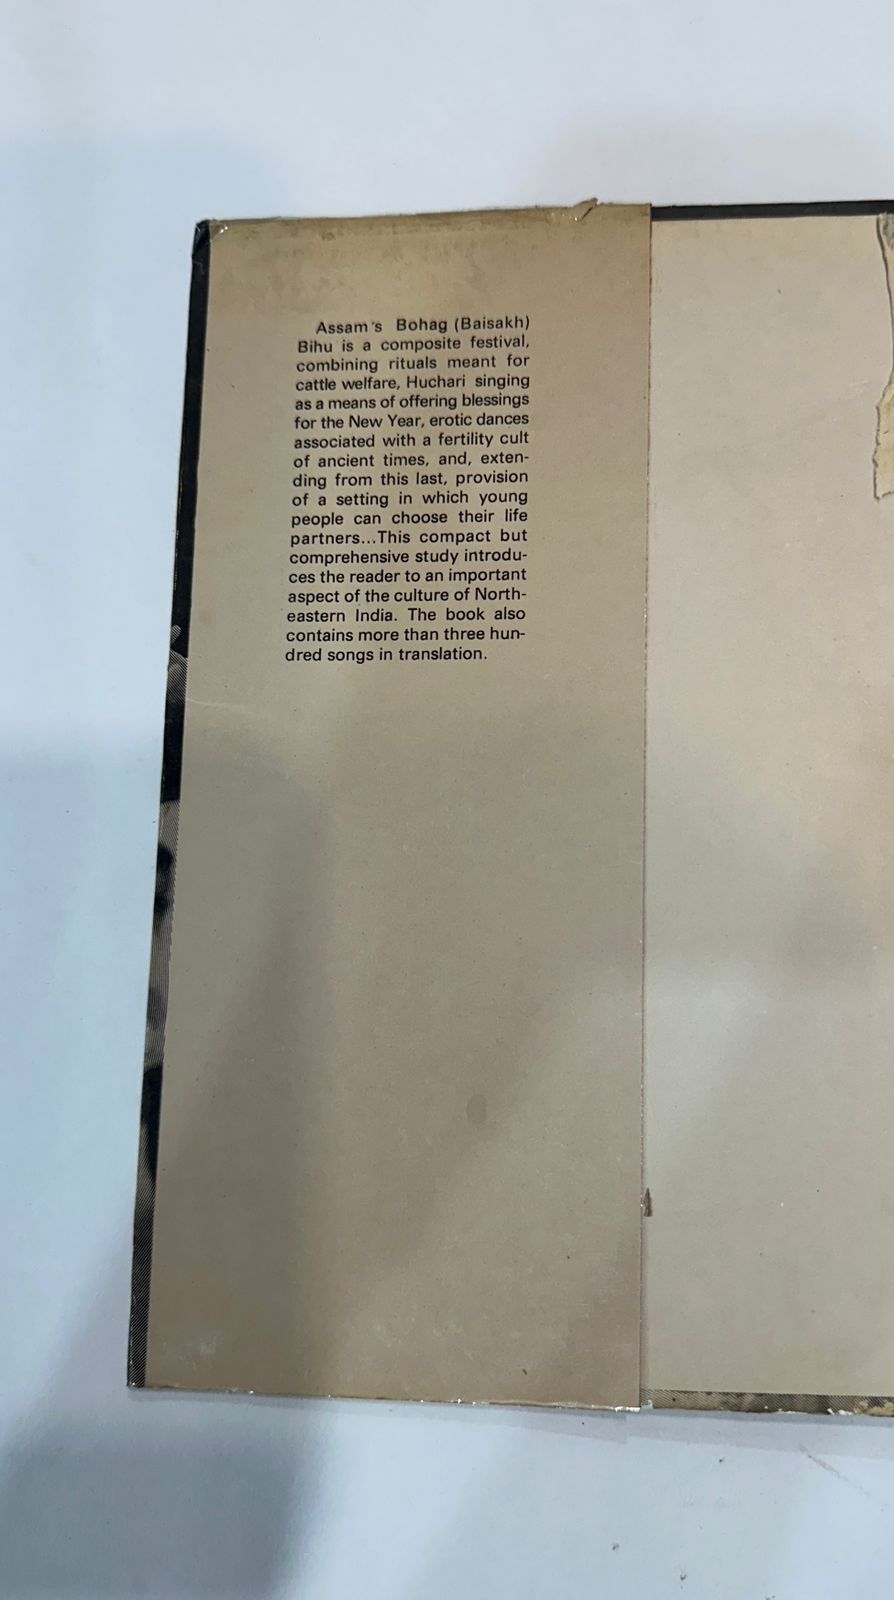 Assam's Bohag (Baisakh)
Bihu is a composite festival,
combining rituals meant for
cattle welfare, Huchari singing
as a means of offering blessings
for the New Year, erotic dances
associated with a fertility cult
of ancient times, and, exten-
ding from this last, provision
of a setting in which young
people can choose their life
partners...This compact but
comprehensive study introdu-
ces the reader to an important
aspect of the culture of North-
eastern India. The book also
contains more than three hun-
dred songs in translation.